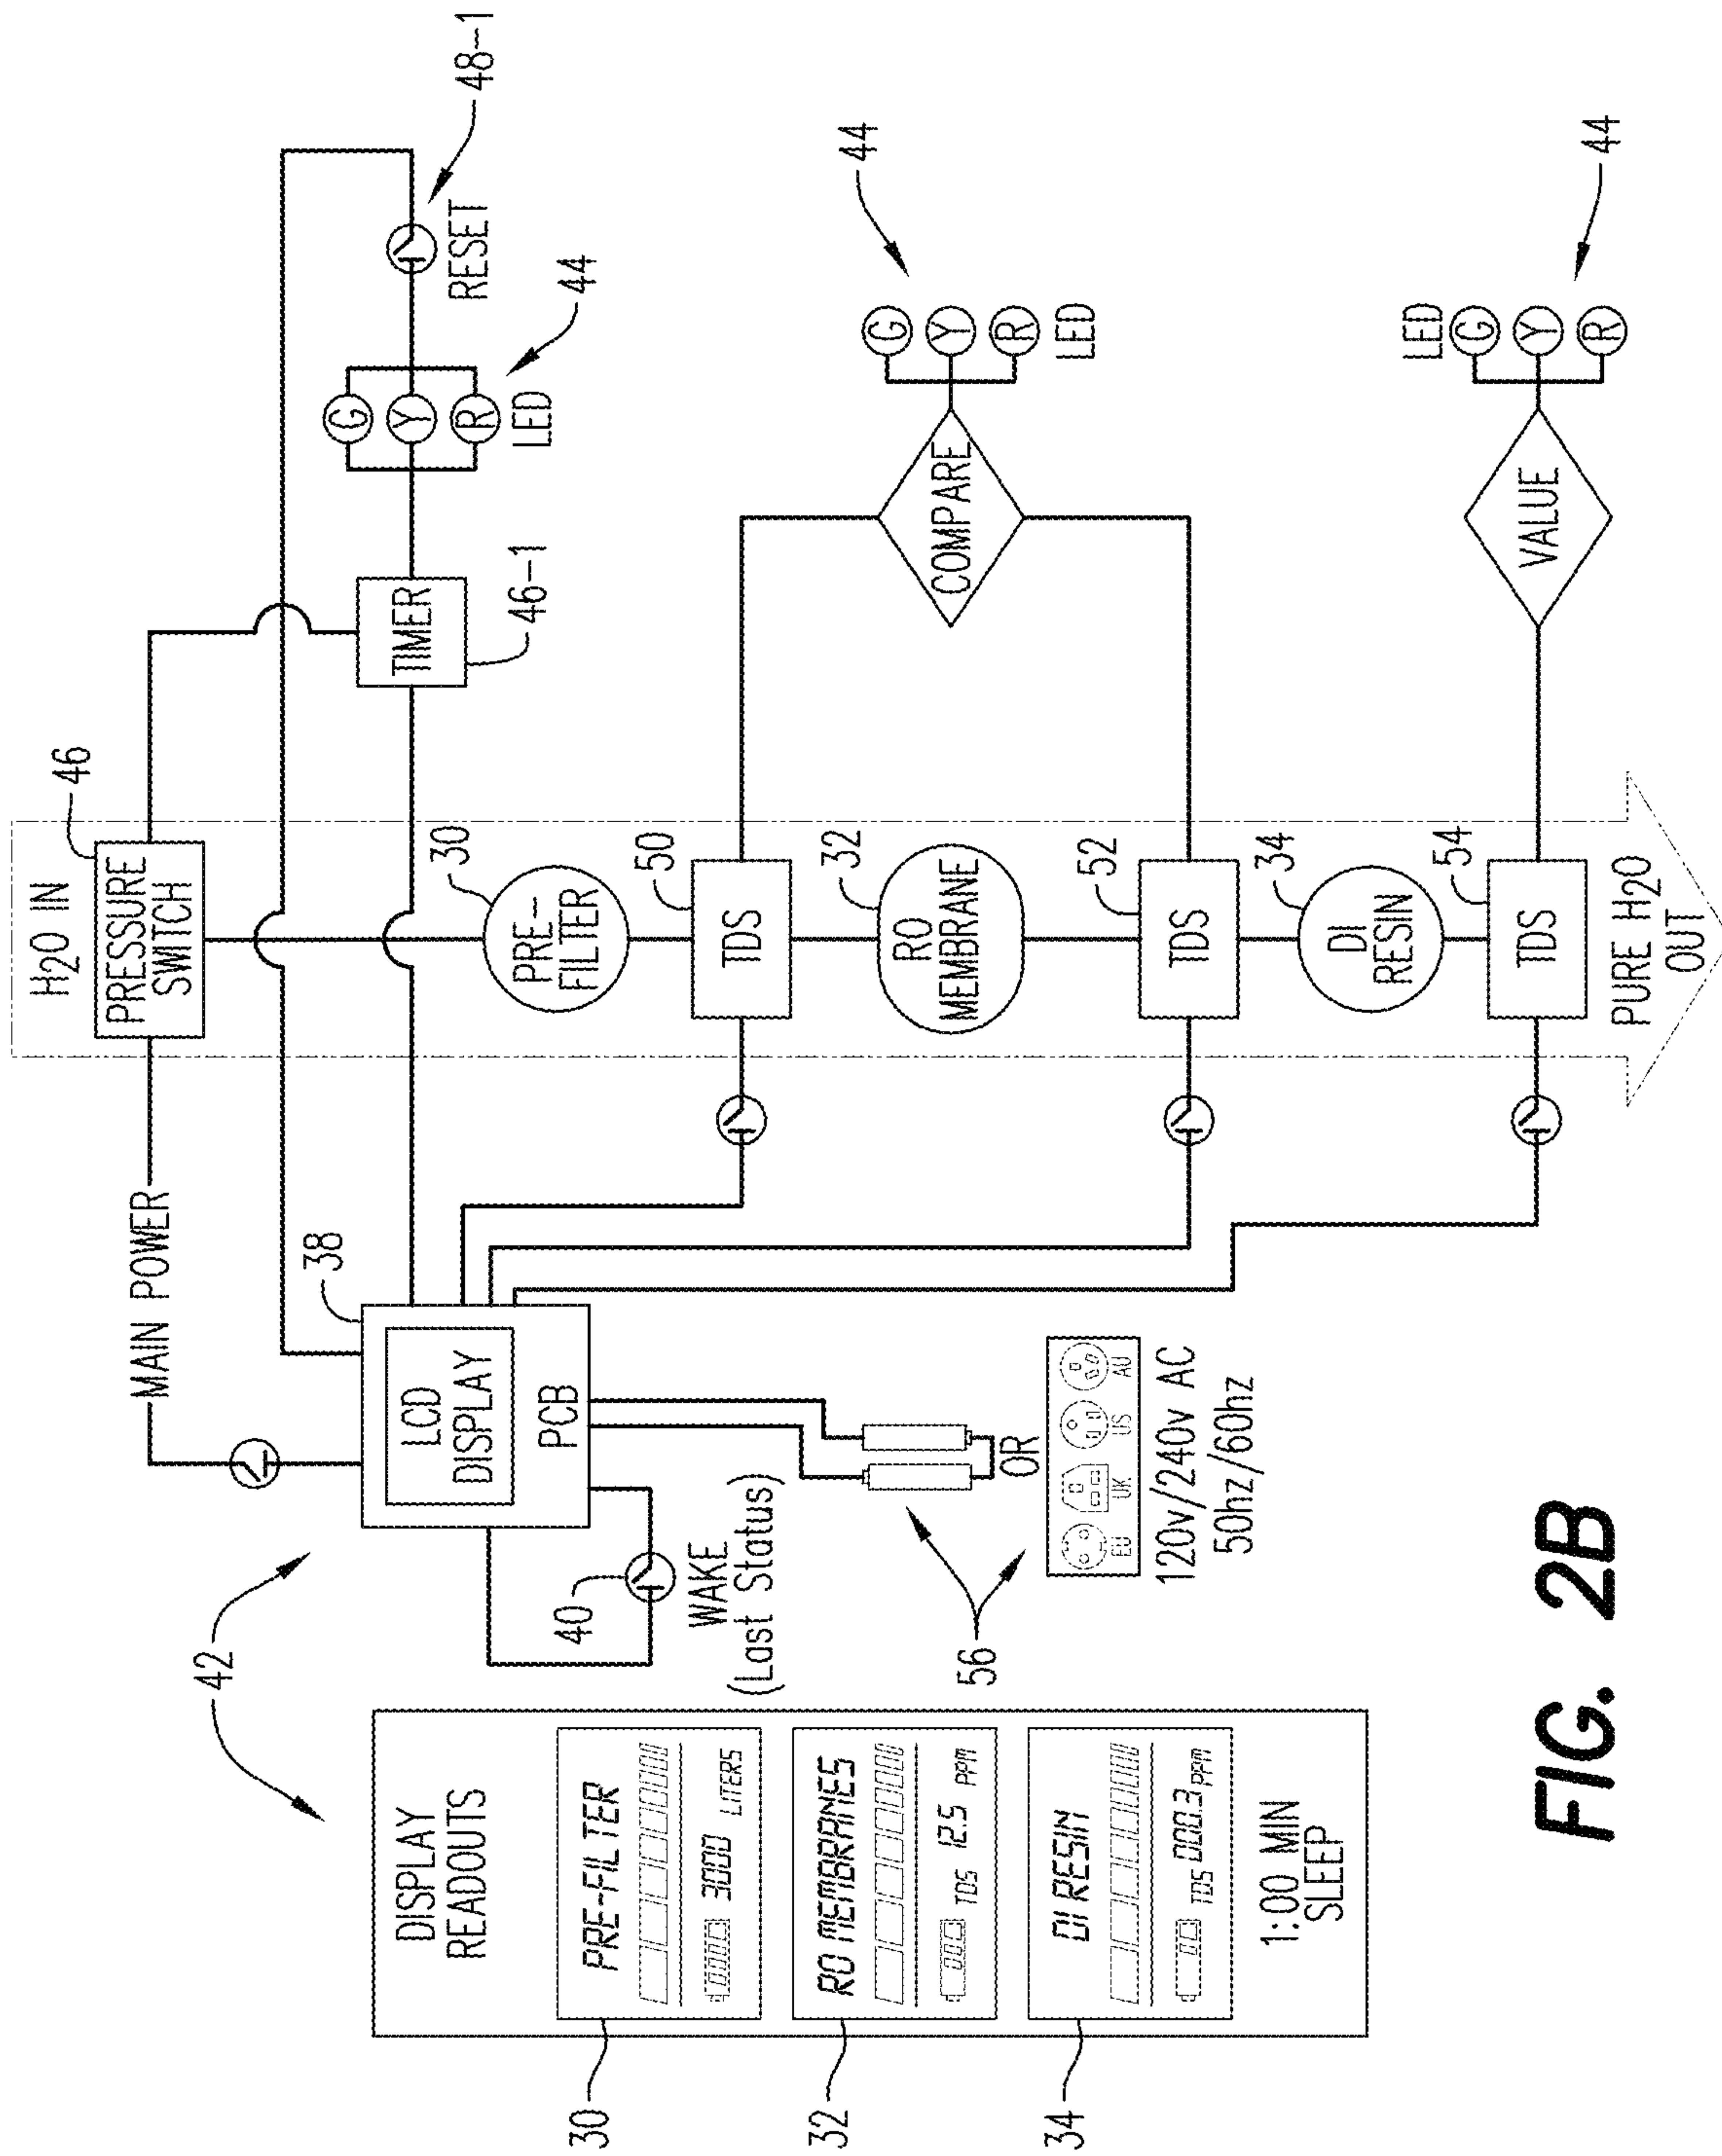 H2O IN
PRESSURE
SWITCH
46
MAIN POWER
48-1
RESET
44
G
Y
R
LED
TIMER
46-1
PRE-
FILTER
30
TDS
50
RO
MEMBRANE
32
TDS
52
DI
RESIN
34
TDS
54
PURE H2O
OUT
COMPARE
G
Y
R
LED
44
VALUE
LED
G
Y
R
44
38
LCD
DISPLAY
PCB
40
WAKE
(Last Status)
56
OR
EU
UK
US
AU
120v/240v AC
50hz/60hz
42
DISPLAY
READOUTS
30
PRE-FILTER
3000 LITERS
32
RO MEMBRANES
TDS 12.5 PPM
34
DI RESIN
TDS 000.3 PPM
1:00 MIN
SLEEP
FIG. 2B